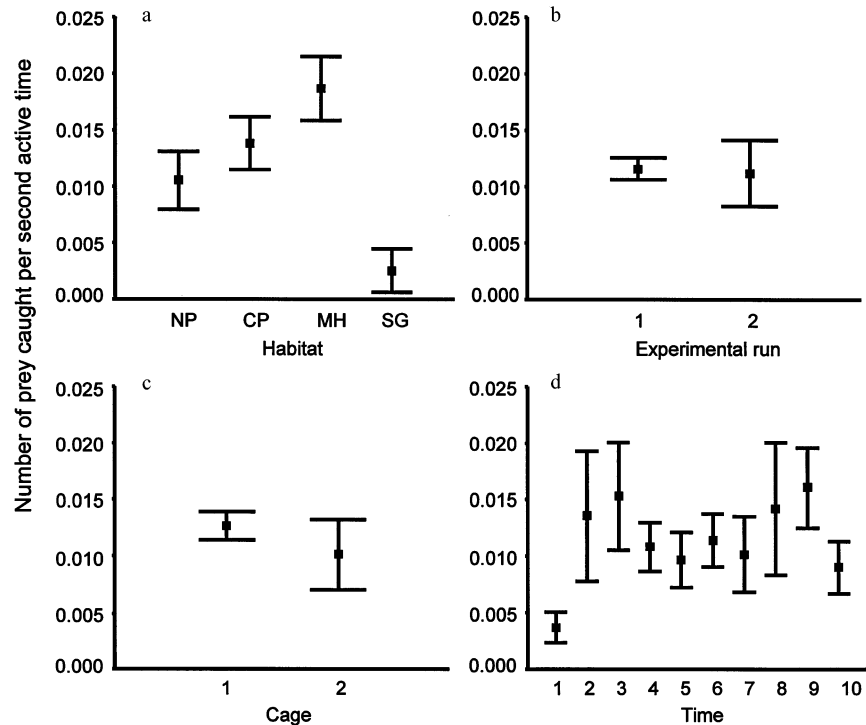 Number of prey caught per second active time
a
0.025
0.020
0.015
0.010
0.005
0.000
NP CP MH SG
Habitat
b
0.025
0.020
0.015
0.010
0.005
0.000
1 2
Experimental run
c
0.025
0.020
0.015
0.010
0.005
0.000
1 2
Cage
d
0.025
0.020
0.015
0.010
0.005
0.000
1 2 3 4 5 6 7 8 9 10
Time